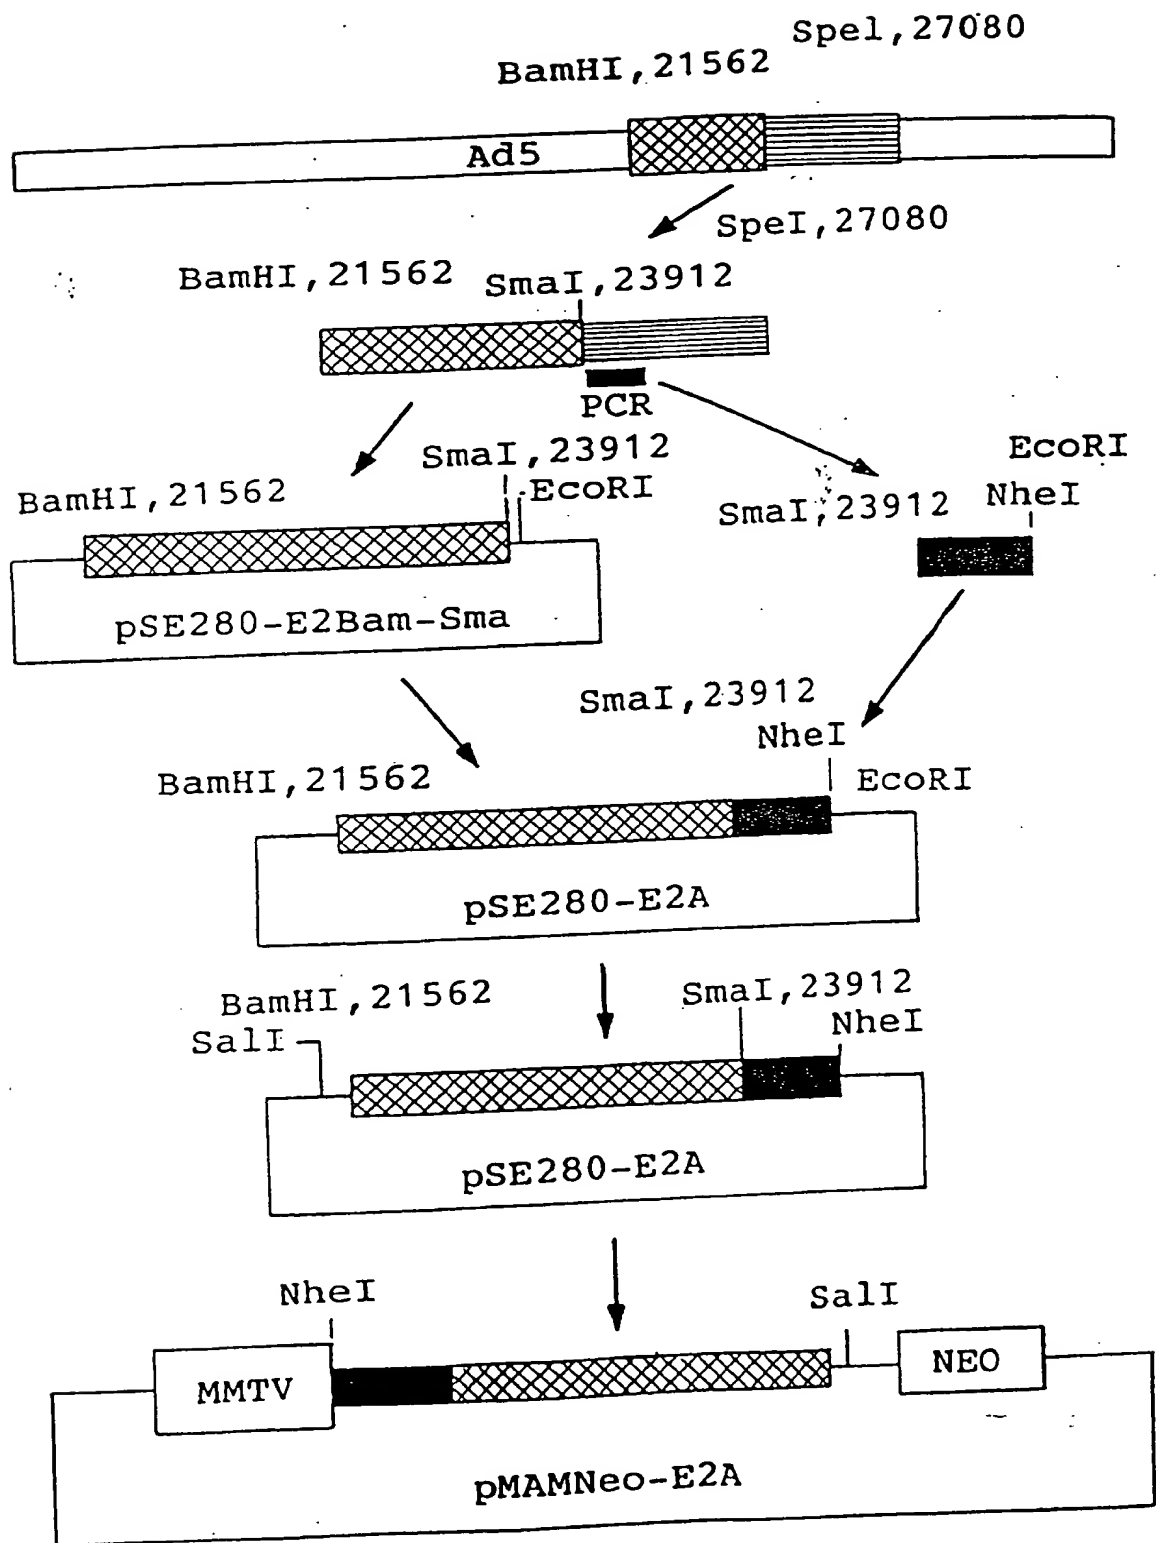 SpeI,27080
BamHI,21562
Ad5
SpeI,27080
BamHI,21562
SmaI,23912
PCR
SmaI,23912
EcoRI
BamHI,21562
EcoRI
NheI
SmaI,23912
pSE280-E2Bam-Sma
SmaI,23912
NheI
BamHI,21562
EcoRI
pSE280-E2A
BamHI,21562
SmaI,23912
SalI
NheI
pSE280-E2A
NheI
SalI
MMTV
NEO
pMAMNeo-E2A